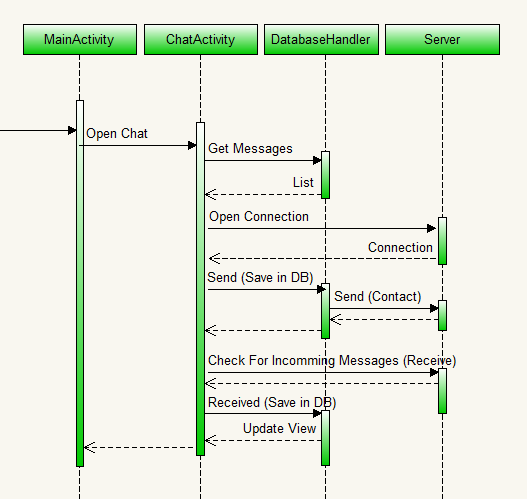 MainActivity
ChatActivity
DatabaseHandler
Server
Open Chat
Get Messages
List
Open Connection
Connection
Send (Save in DB)
Send (Contact)
Check For Incomming Messages (Receive)
Received (Save in DB)
Update View